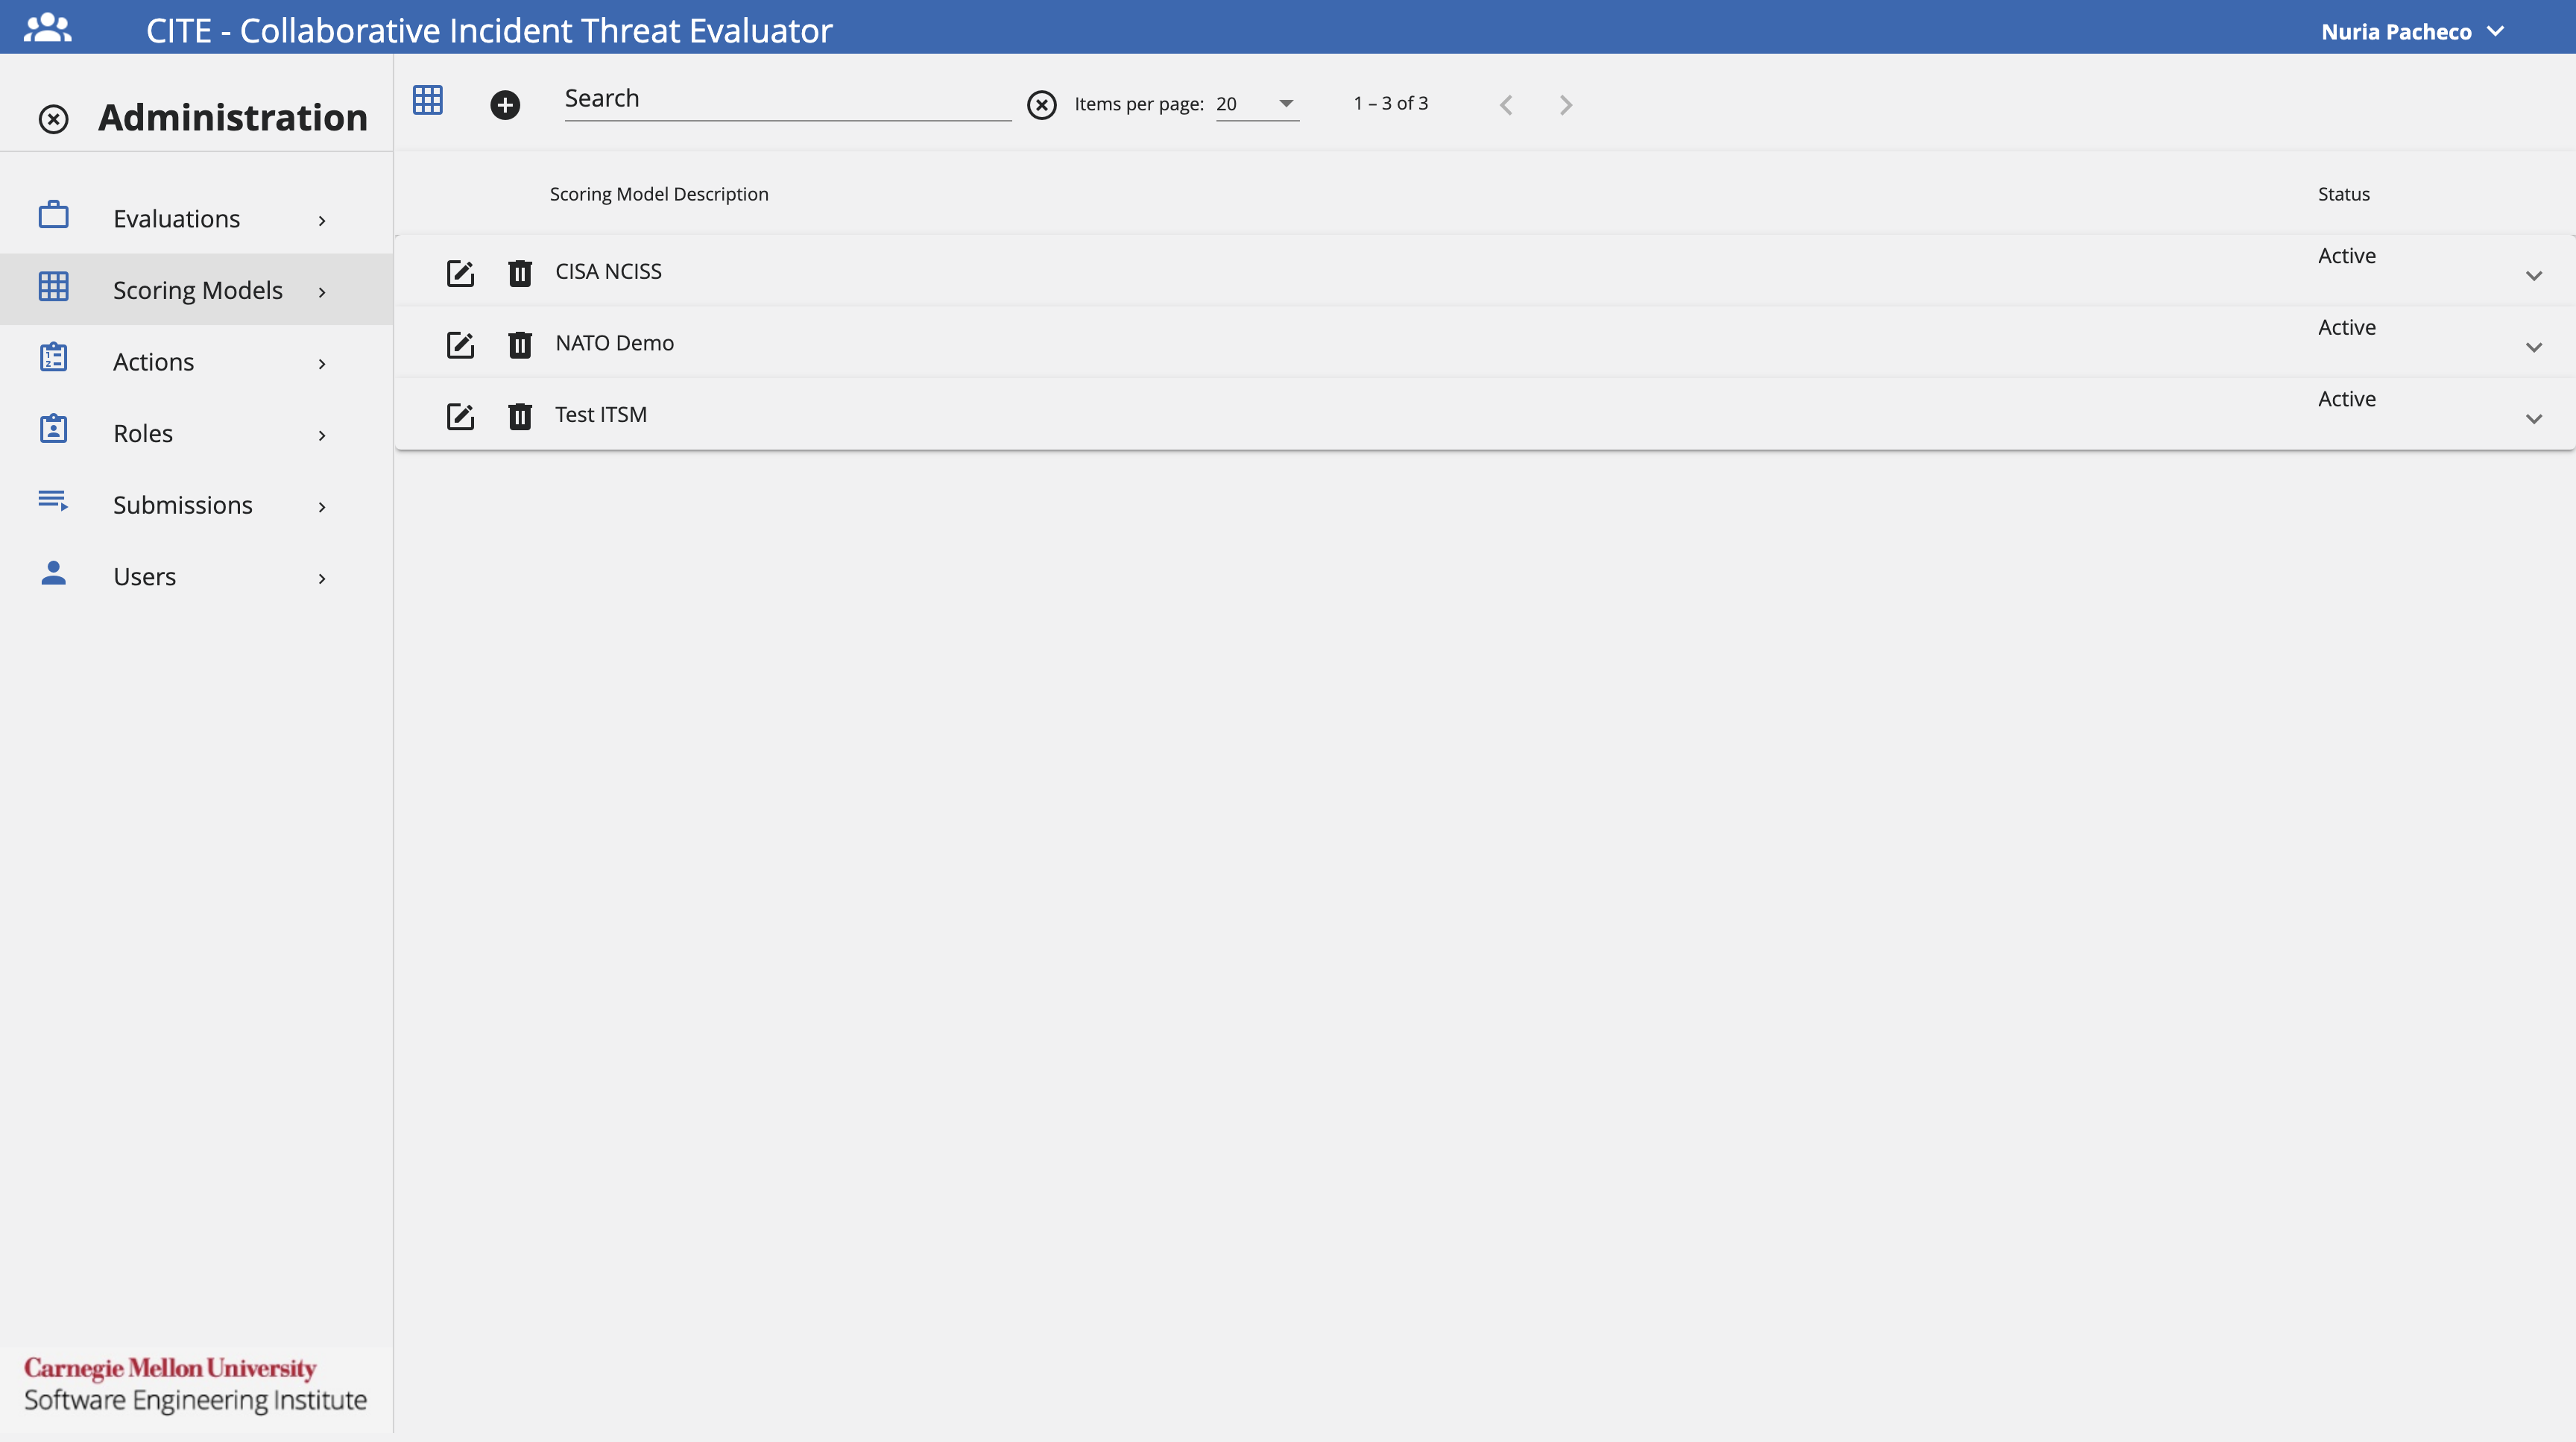 CITE - Collaborative Incident Threat Evaluator
Nuria Pacheco
Administration
Search
Items per page: 20
1 – 3 of 3
Evaluations
Scoring Models
Actions
Roles
Submissions
Users
Scoring Model Description
Status
CISA NCISS
Active
NATO Demo
Active
Test ITSM
Active
Carnegie Mellon University
Software Engineering Institute